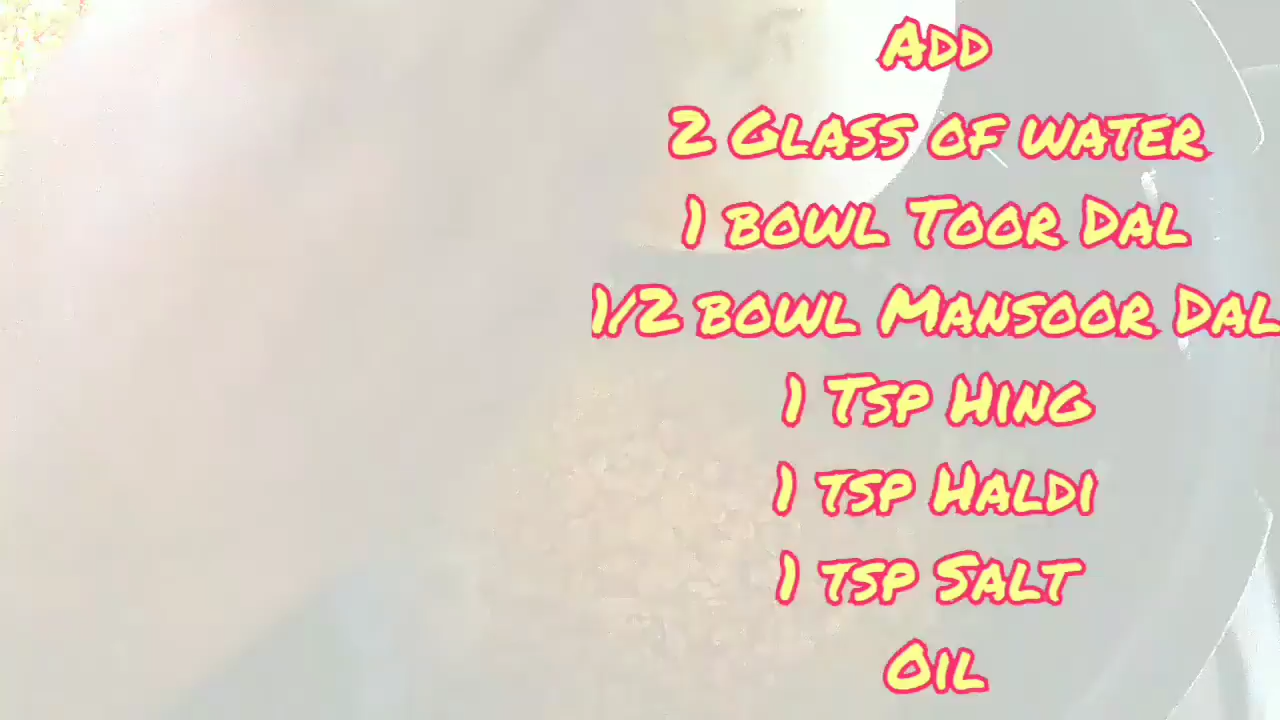 Add
2 Glass of water
1 bowl Toor Dal
1/2 bowl Mansoor Dal
1 Tsp Hing
1 tsp Haldi
1 tsp Salt
Oil